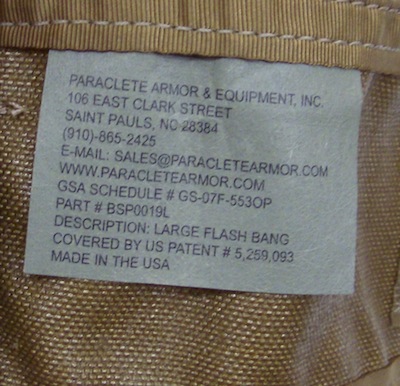 PARACLETE ARMOR & EQUIPMENT, INC.
106 EAST CLARK STREET
SAINT PAULS, NC 28384
(910)-865-2425
E-MAIL: SALES@PARACLETEARMOR.COM
WWW.PARACLETEARMOR.COM
GSA SCHEDULE # GS-07F-553OP
PART # BSP0019L
DESCRIPTION: LARGE FLASH BANG
COVERED BY US PATENT # 5,259,093
MADE IN THE USA